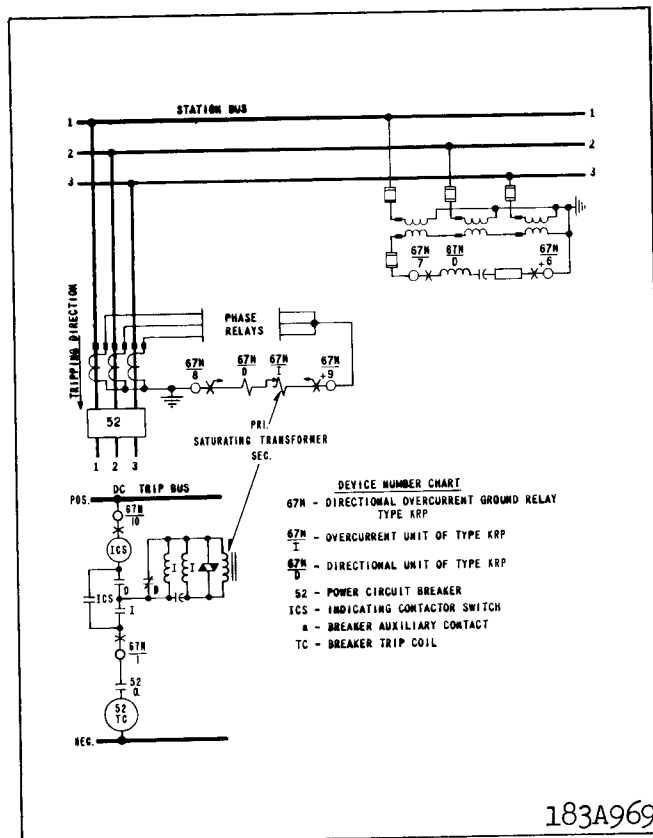 STATION BUS
1
1
2
2
3
3
67N
7
67N
D
67N
+6
TRIPPING DIRECTION
PHASE
RELAYS
67N
8
67N
D
67N
I
67N
+9
52
PRI.
SATURATING TRANSFORMER
SEC.
1 2 3
DC TRIP BUS
POS.
67N
10
ICS
D
ICS
I
D
I
I
67N
1
52
a
52
TC
NEG.
DEVICE NUMBER CHART
67N - DIRECTIONAL OVERCURRENT GROUND RELAY
TYPE KRP
67N
I - OVERCURRENT UNIT OF TYPE KRP
67N
D - DIRECTIONAL UNIT OF TYPE KRP
52 - POWER CIRCUIT BREAKER
ICS - INDICATING CONTACTOR SWITCH
a - BREAKER AUXILIARY CONTACT
TC - BREAKER TRIP COIL
183A969